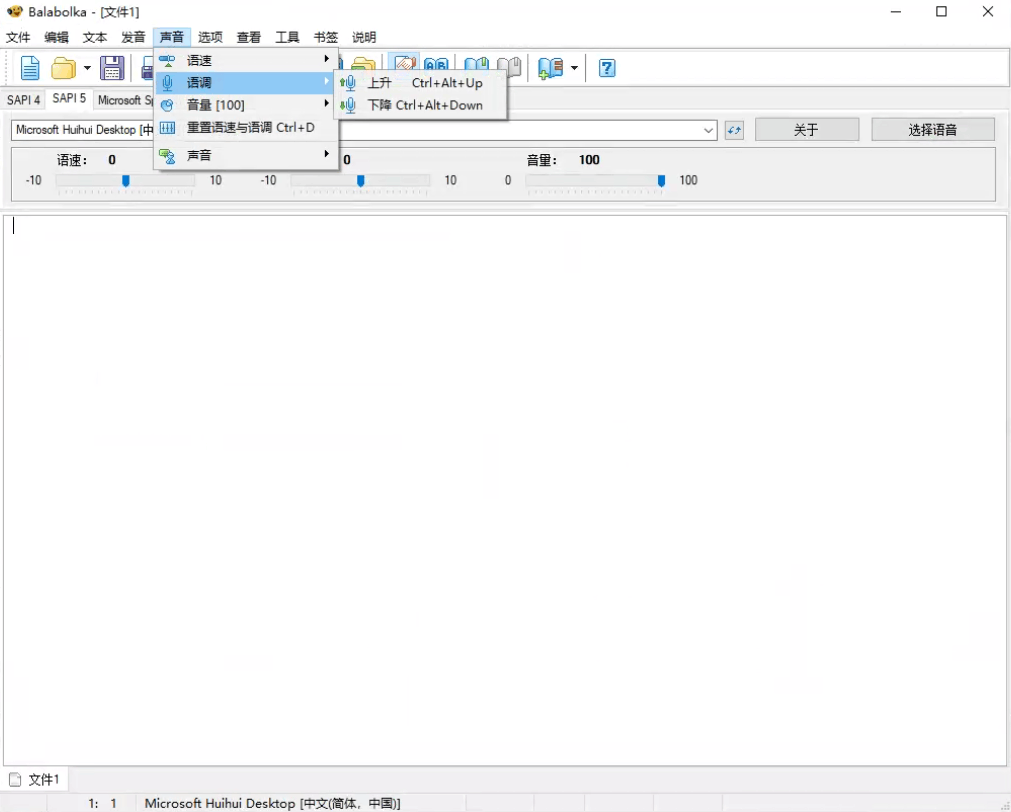 Balabolka - [文件1]
文件 编辑 文本 发音 声音 选项 查看 工具 书签 说明
语速
语调
上升 Ctrl+Alt+Up
下降 Ctrl+Alt+Down
音量 [100]
重置语速与语调 Ctrl+D
声音
SAPI 4 SAPI 5 Microsoft
Microsoft Huihui Desktop 关于 选择语音
语速: 0 0 音量: 100
-10 10 -10 10 0 100
文件1
1: 1 Microsoft Huihui Desktop [中文(简体，中国)]